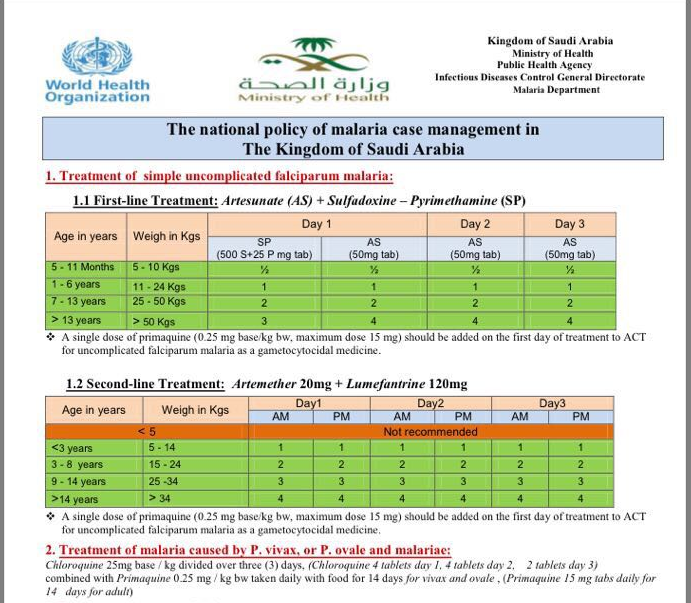 World Health
Organization
وزارة الصحة
Ministry of Health
Kingdom of Saudi Arabia
Ministry of Health
Public Health Agency
Infectious Diseases Control General Directorate
Malaria Department
The national policy of malaria case management in
The Kingdom of Saudi Arabia
1. Treatment of simple uncomplicated falciparum malaria:
1.1 First-line Treatment: Artesunate (AS) + Sulfadoxine – Pyrimethamine (SP)
Age in years Weigh in Kgs Day 1 Day 2 Day 3
SP AS AS AS
(500 S+25 P mg tab) (50mg tab) (50mg tab) (50mg tab)
5 - 11 Months 5 - 10 Kgs ½ ½ ½ ½
1 - 6 years 11 - 24 Kgs 1 1 1 1
7 - 13 years 25 - 50 Kgs 2 2 2 2
> 13 years > 50 Kgs 3 4 4 4
❖ A single dose of primaquine (0.25 mg base/kg bw, maximum dose 15 mg) should be added on the first day of treatment to ACT
for uncomplicated falciparum malaria as a gametocytocidal medicine.
1.2 Second-line Treatment: Artemether 20mg + Lumefantrine 120mg
Age in years Weigh in Kgs Day1 Day2 Day3
AM PM AM PM AM PM
< 5 Not recommended
<3 years 5 - 14 1 1 1 1 1 1
3 - 8 years 15 - 24 2 2 2 2 2 2
9 - 14 years 25 -34 3 3 3 3 3 3
>14 years > 34 4 4 4 4 4 4
❖ A single dose of primaquine (0.25 mg base/kg bw, maximum dose 15 mg) should be added on the first day of treatment to ACT
for uncomplicated falciparum malaria as a gametocytocidal medicine.
2. Treatment of malaria caused by P. vivax, or P. ovale and malariae:
Chloroquine 25mg base / kg divided over three (3) days, (Chloroquine 4 tablets day 1, 4 tablets day 2, 2 tablets day 3)
combined with Primaquine 0.25 mg / kg bw taken daily with food for 14 days for vivax and ovale , (Primaquine 15 mg tabs daily for
14 days for adult)